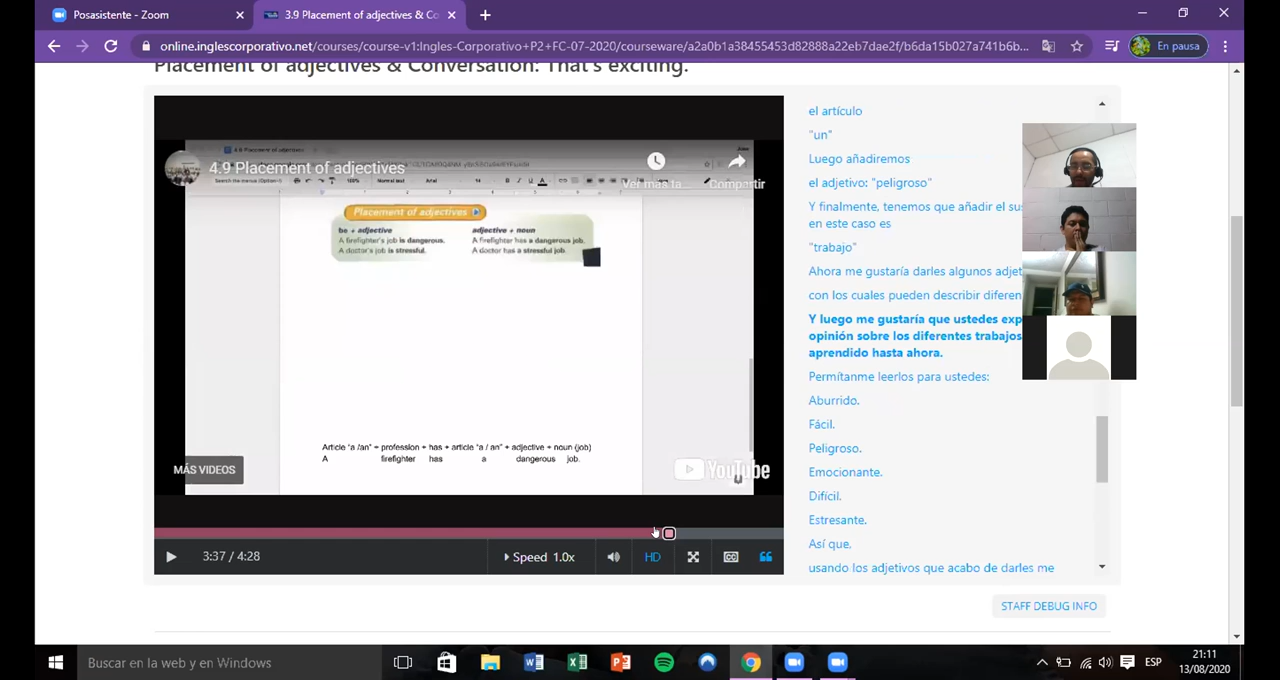 Posasistente - Zoom
3.9 Placement of adjectives & Co
online.inglescorporativo.net/courses/course-v1:Ingles-Corporativo+P2+FC-07-2020/courseware/a2a0b1a38455453d82888a22eb7dae2f/b6da15b027a741b6b...
En pausa
Placement of adjectives & Conversation: That's exciting.
4.9 Placement of adjectives
Ver más ta...
Compartir
Placement of adjectives
be + adjective
A firefighter's job is dangerous.
A doctor's job is stressful.
adjective + noun
A firefighter has a dangerous job.
A doctor has a stressful job.
Article "a /an" + profession + has + article "a / an" + adjective + noun (job)
A firefighter has a dangerous job.
MÁS VIDEOS
YouTube
3:37 / 4:28
Speed 1.0x
HD
el artículo
"un"
Luego añadiremos
el adjetivo: "peligroso"
Y finalmente, tenemos que añadir el
en este caso es
"trabajo"
Ahora me gustaría darles algunos
con los cuales pueden describir
Y luego me gustaría que ustedes
opinión sobre los diferentes trabajos
aprendido hasta ahora.
Permítanme leerlos para ustedes:
Aburrido.
Fácil.
Peligroso.
Emocionante.
Difícil.
Estresante.
Así que,
usando los adjetivos que acabo de darles me
STAFF DEBUG INFO
Buscar en la web y en Windows
ESP
21:11
13/08/2020